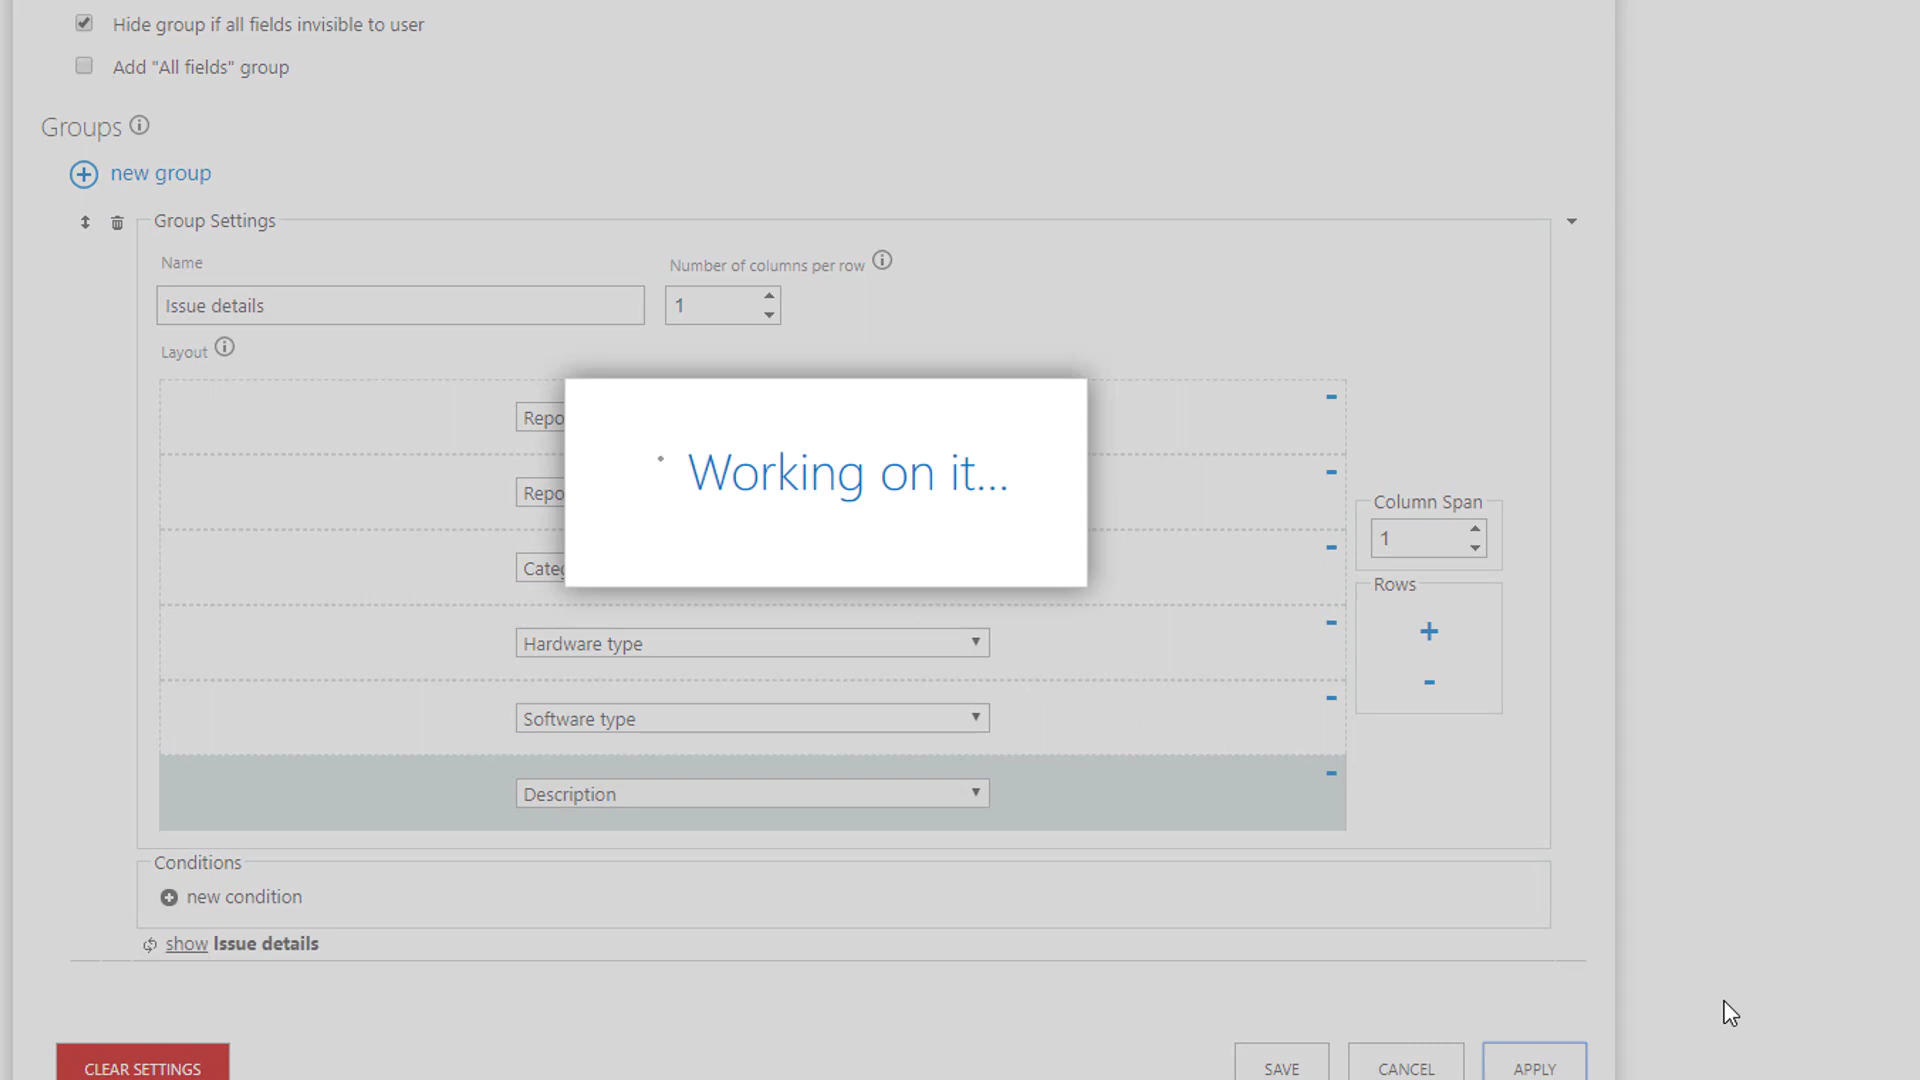 Hide group if all fields invisible to user
Add "All fields" group
Groups
new group
Group Settings
Name
Number of columns per row
Issue details
1
Layout
Repo
Working on it...
Repo
Column Span
1
Categ
Rows
+
Hardware type
-
Software type
Description
Conditions
new condition
show Issue details
CLEAR SETTINGS
SAVE
CANCEL
APPLY